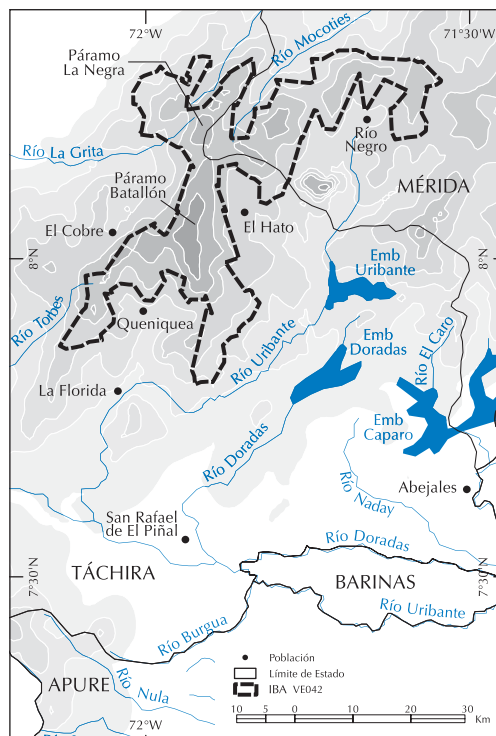 72°W
71°30'W
Páramo
La Negra
Río Mocoties
Río La Grita
Río
Negro
Páramo
Batallón
MÉRIDA
El Cobre
El Hato
8°N
8°N
Emb
Uribante
Río Torbes
Queniquea
Río Uribante
Emb
Doradas
Río El Caro
La Florida
Emb
Caparo
Río Doradas
Río Naday
Abejales
San Rafael
de El Piñal
Río Doradas
TÁCHIRA
BARINAS
7°30'N
7°30'N
Río Uribante
Río Burgua
APURE
Río Nula
Población
Límite de Estado
IBA VE042
72°W
10 5 0 10 20 30
Km